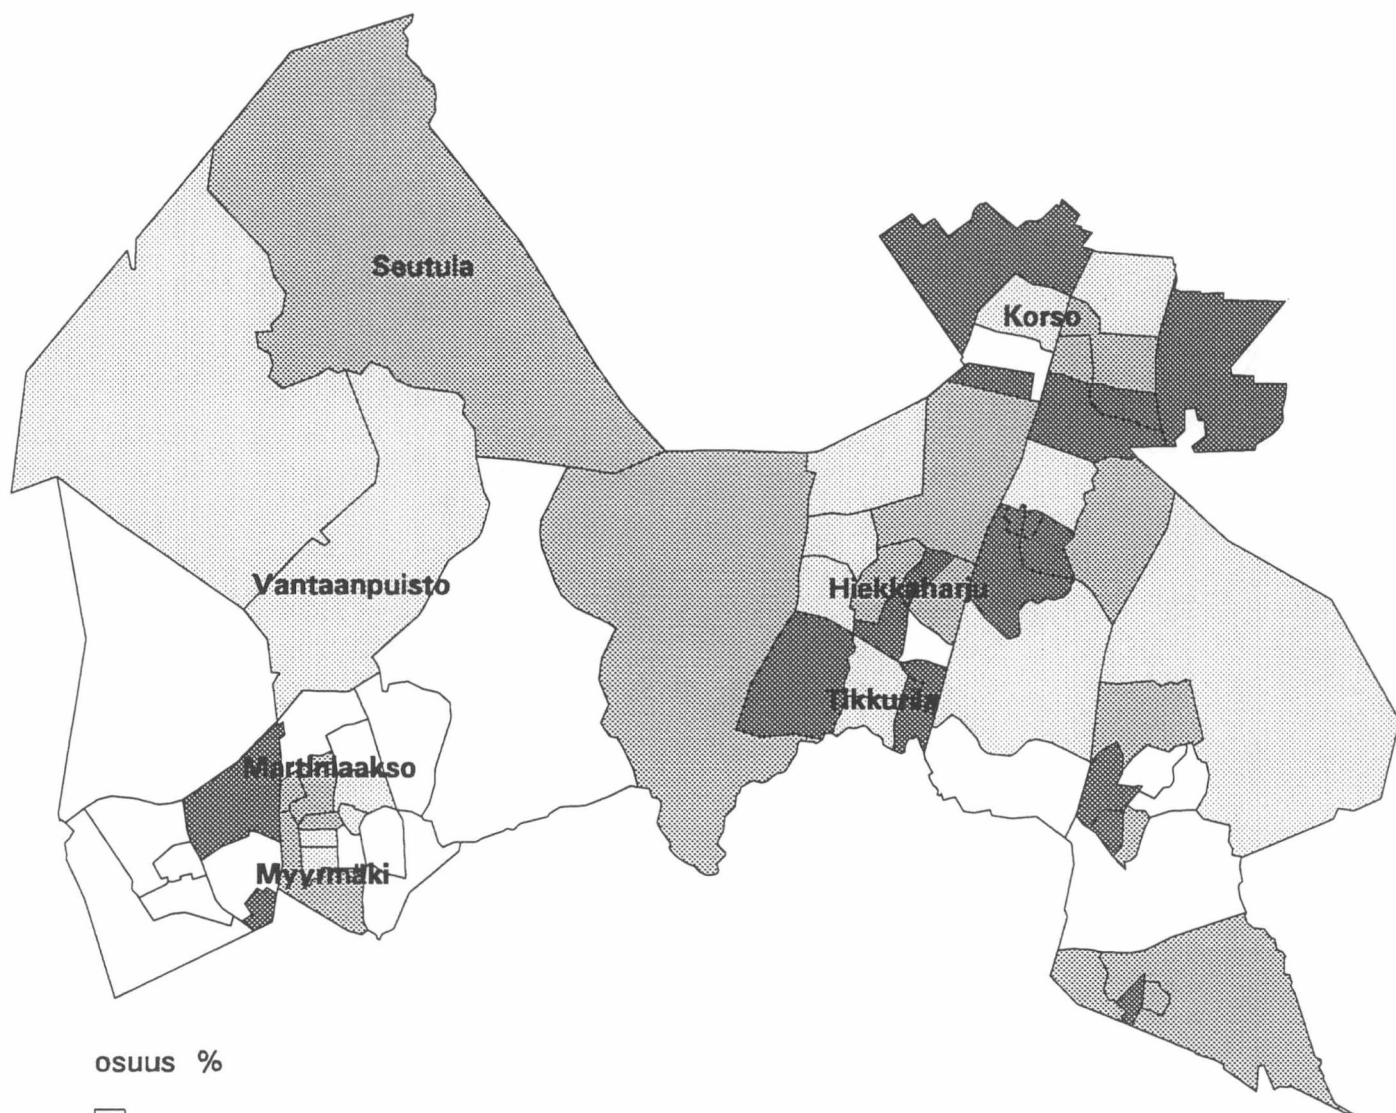 Seutula
Korso
Vantaanpuisto
Hiekkaharju
Tikkurila
Martinlaakso
Myyrmäki
osuus %